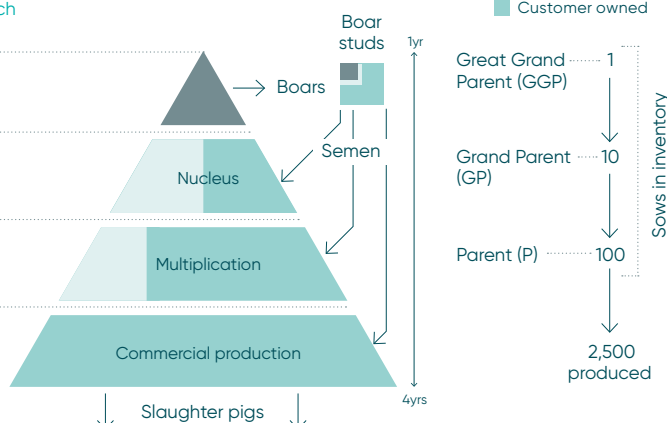 ch
Customer owned
Boar
studs
1yr
Boars
Great Grand
Parent (GGP)
1
Semen
Nucleus
Grand Parent
(GP)
10
Sows in inventory
Multiplication
Parent (P)
100
Commercial production
2,500
produced
4yrs
Slaughter pigs